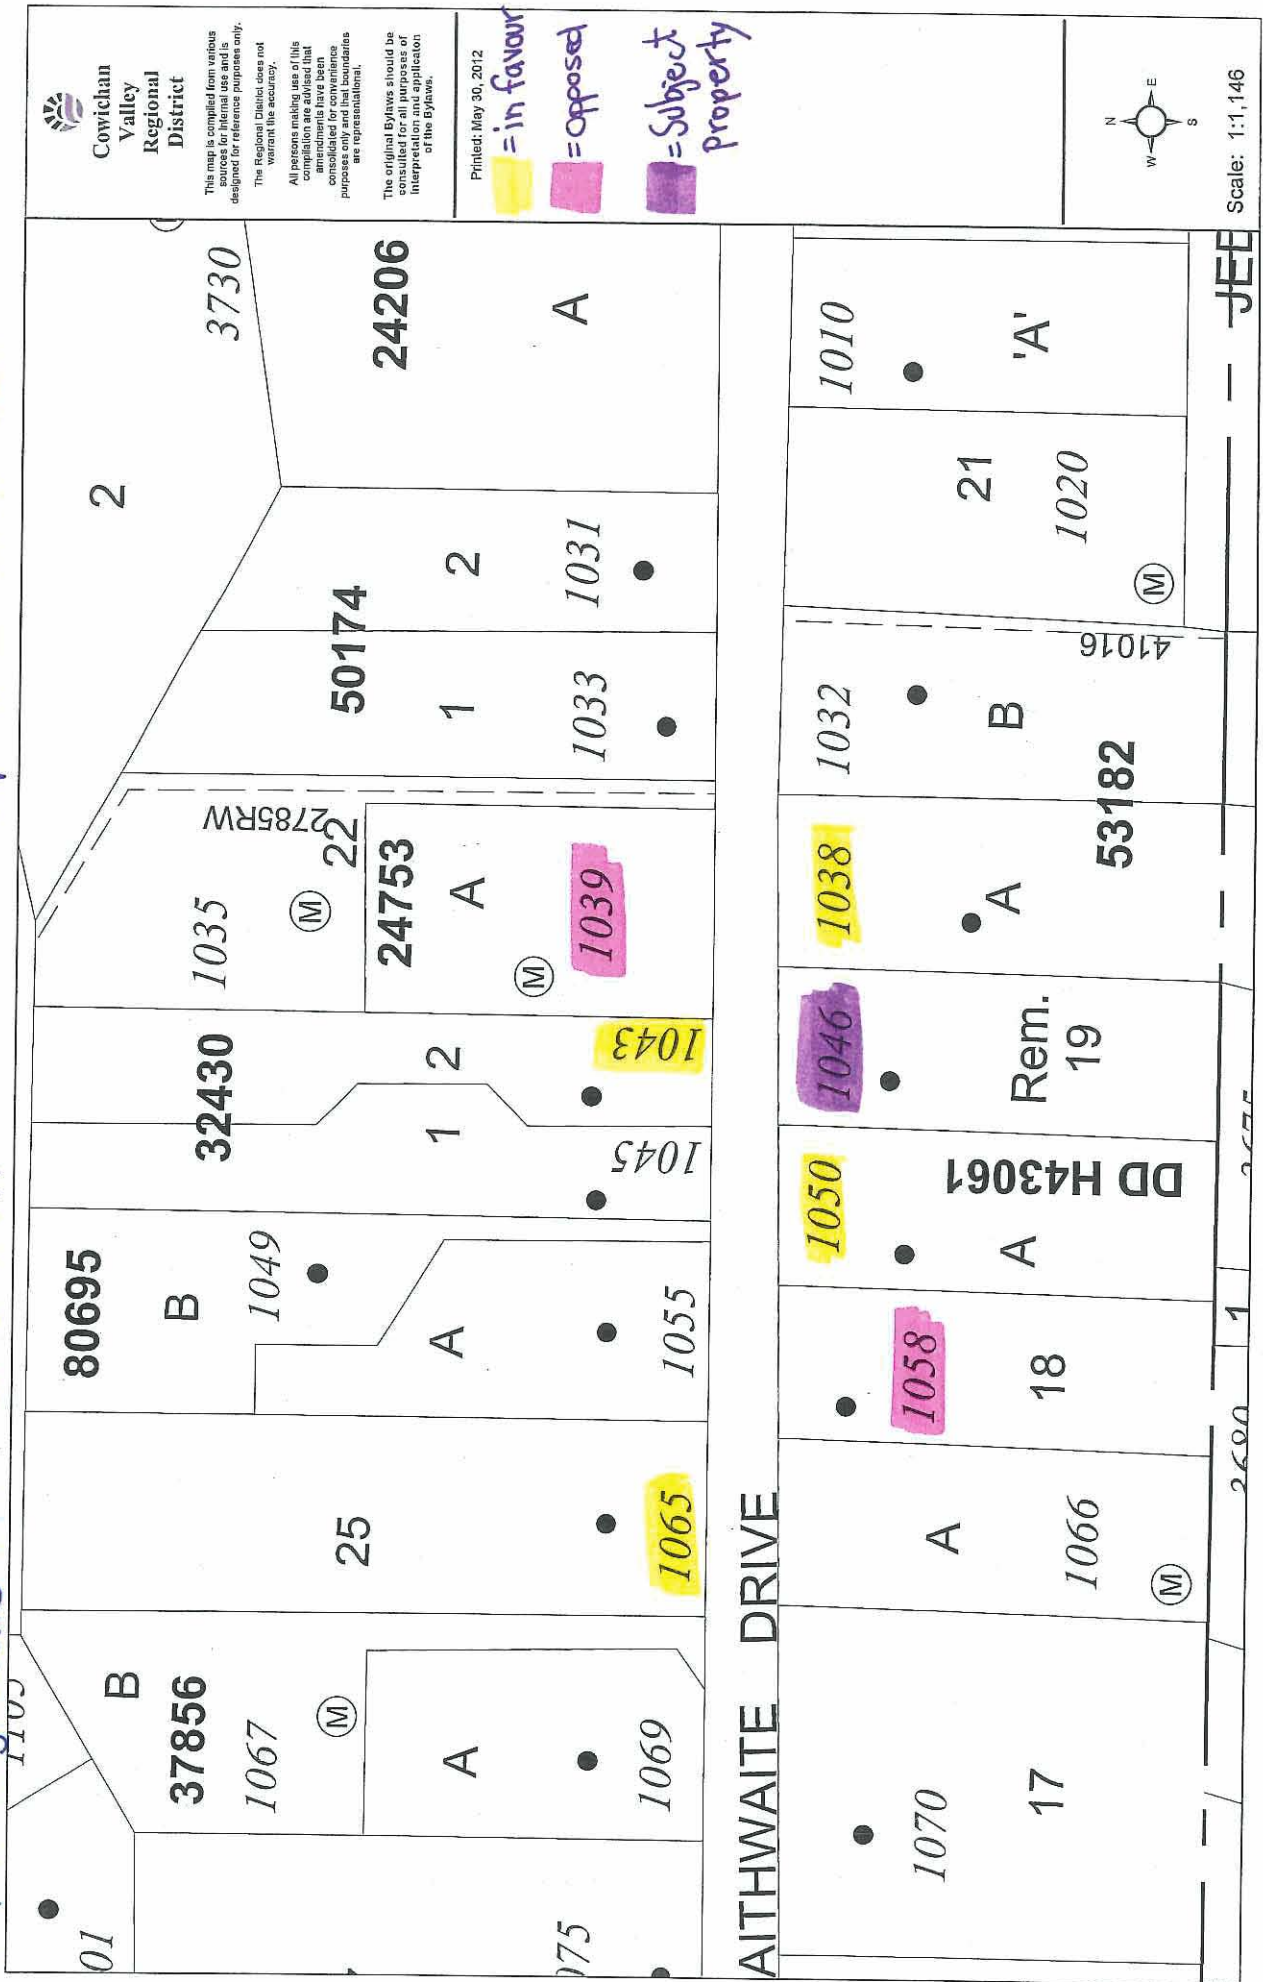 Cowichan
Valley
Regional
District
This map is compiled from various
sources for internal use and is
designed for reference purposes only.
The Regional District does not
warrant the accuracy.
All persons making use of this
compilation are advised that
amendments have been
consolidated for convenience
purposes only and that boundaries
are representational.
The original Bylaws should be
consulted for all purposes of
interpretation and application
of the Bylaws.
Printed: May 30, 2012
= in favour
= opposed
= Subject
property
N
W E
S
Scale: 1:1,146
2
3730
24206
A
50174
2
1031
1
1033
2785RW
22
1035
M
24753
A
M
1039
32430
2
1043
1
1045
80695
B
1049
A
1055
25
1065
B
37856
1067
M
A
1069
01
075
AITHWAITE DRIVE
1010
'A'
21
1020
M
41016
1032
B
53182
1038
A
1046
Rem.
19
1050
DD H43061
A
1058
18
1
1066
A
M
1070
17
JEE